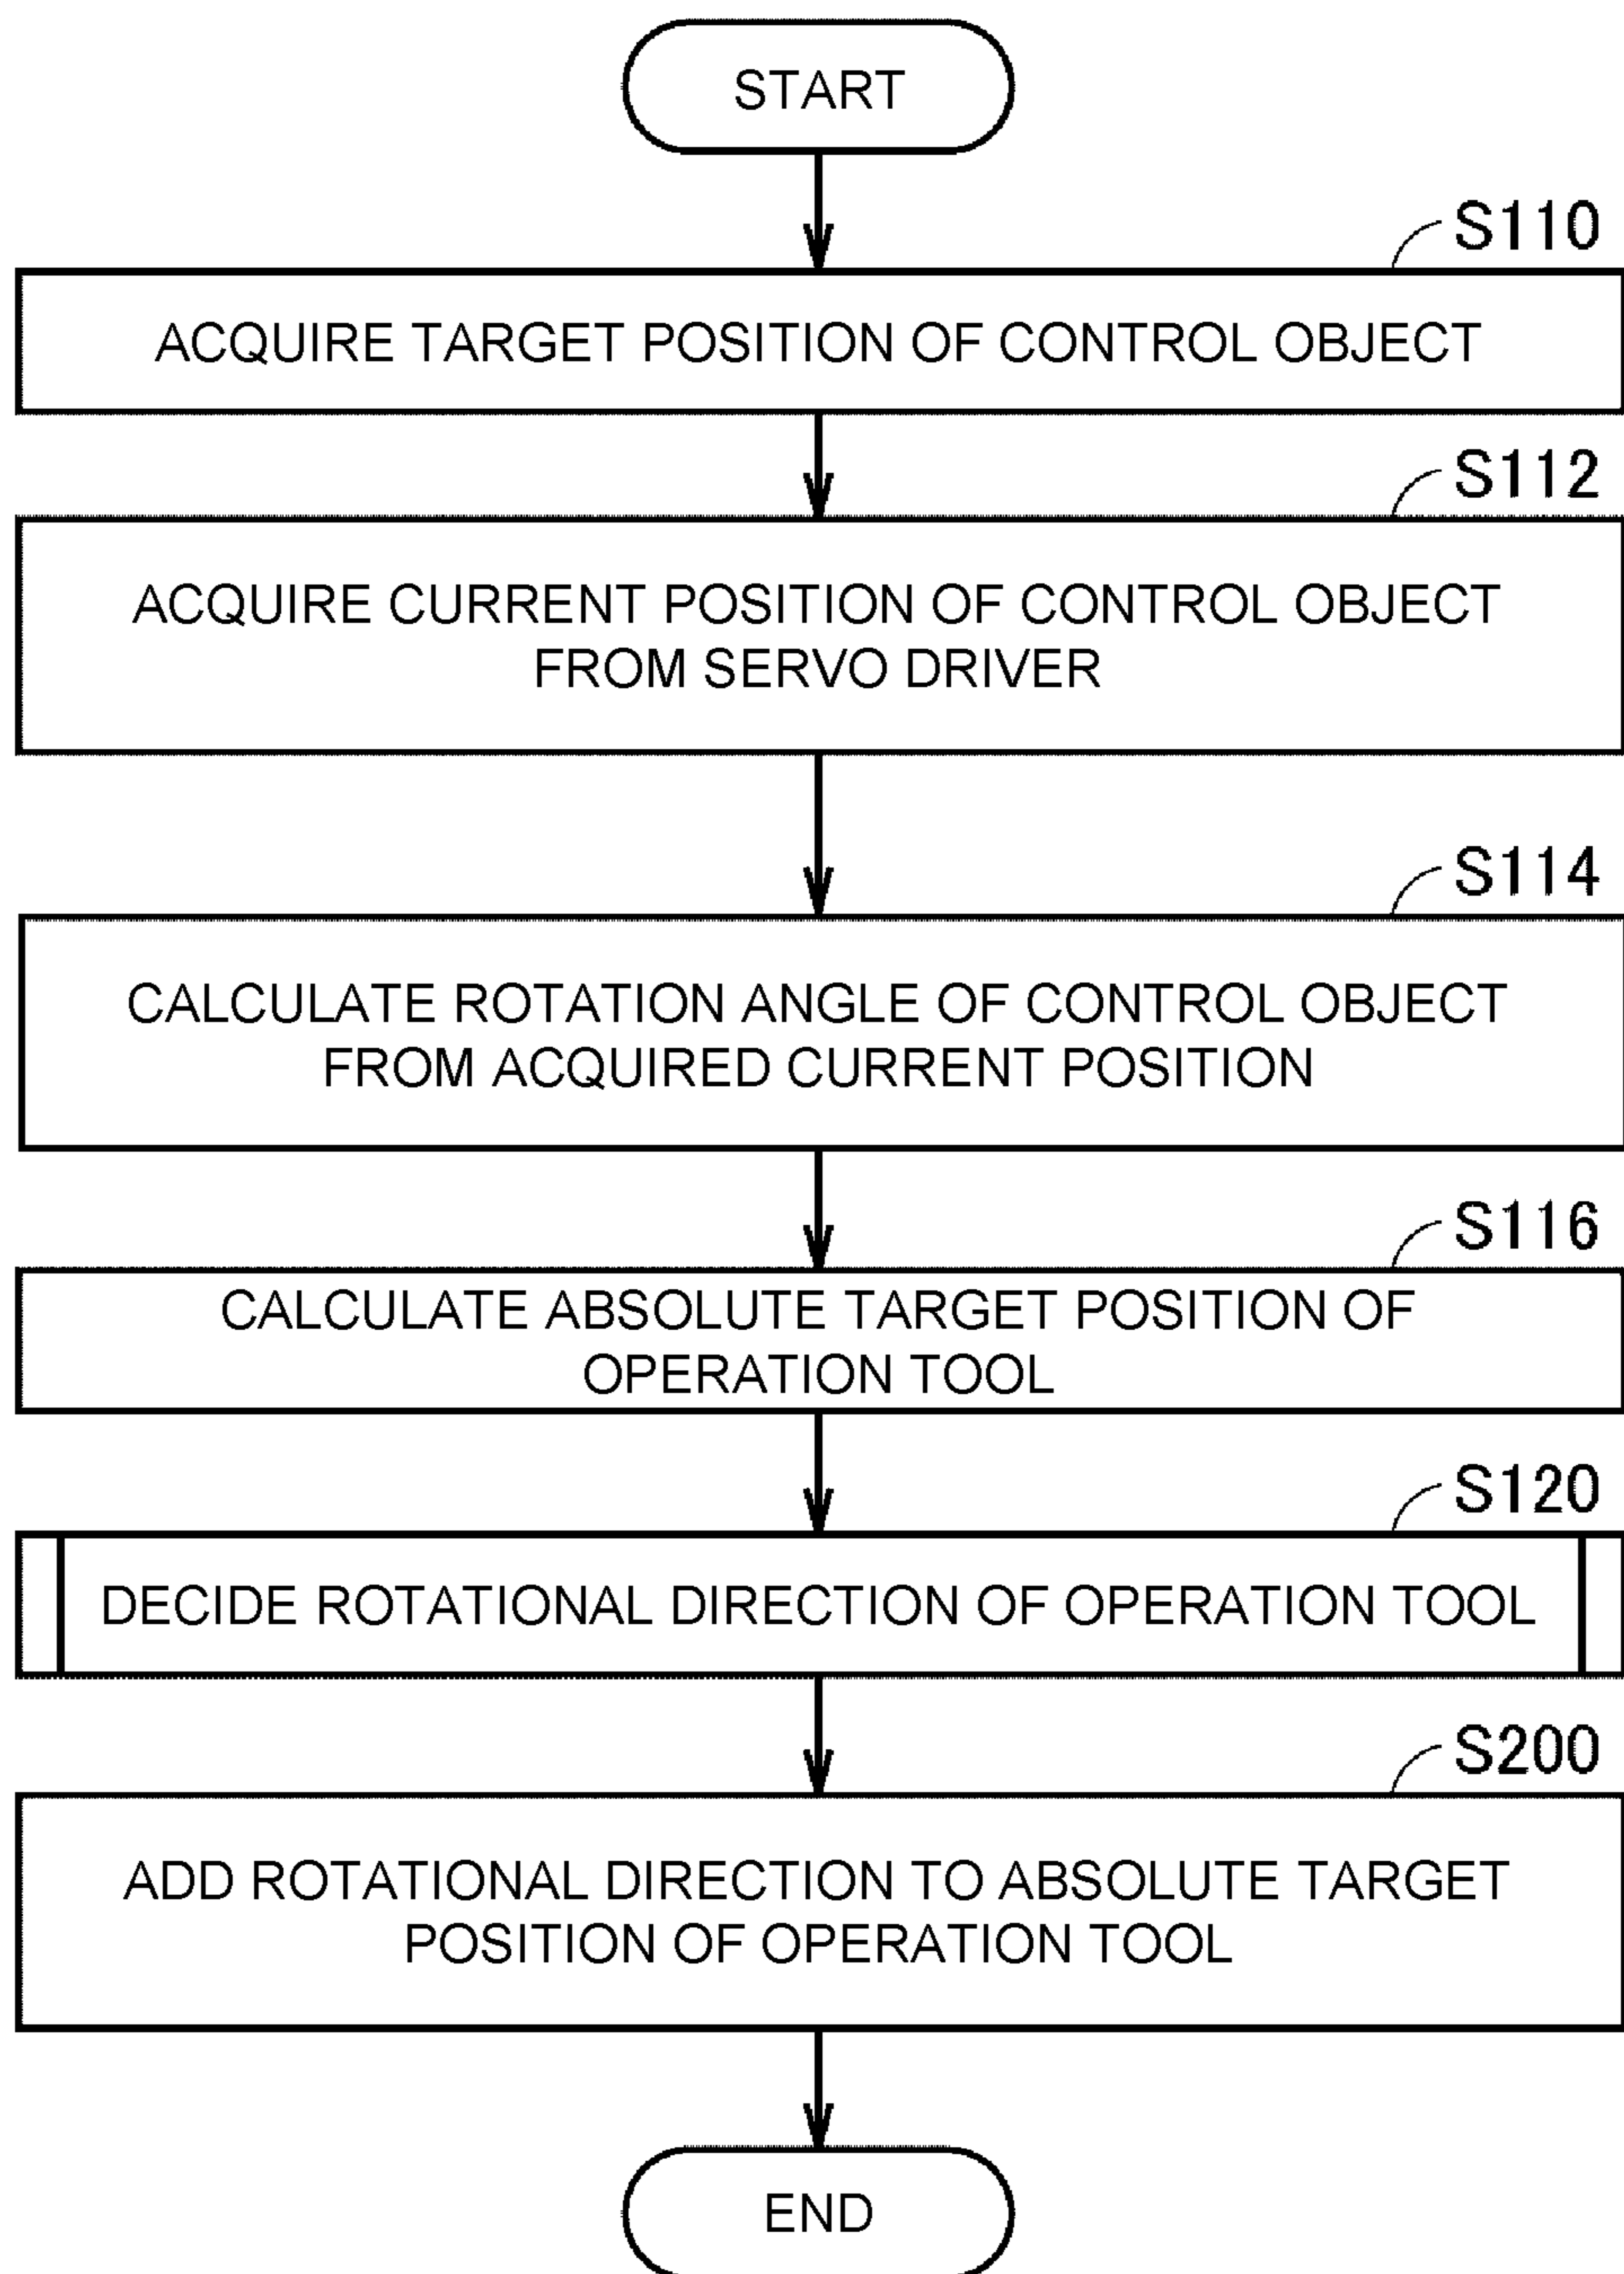 START
S110
ACQUIRE TARGET POSITION OF CONTROL OBJECT
S112
ACQUIRE CURRENT POSITION OF CONTROL OBJECT
FROM SERVO DRIVER
S114
CALCULATE ROTATION ANGLE OF CONTROL OBJECT
FROM ACQUIRED CURRENT POSITION
S116
CALCULATE ABSOLUTE TARGET POSITION OF
OPERATION TOOL
S120
DECIDE ROTATIONAL DIRECTION OF OPERATION TOOL
S200
ADD ROTATIONAL DIRECTION TO ABSOLUTE TARGET
POSITION OF OPERATION TOOL
END